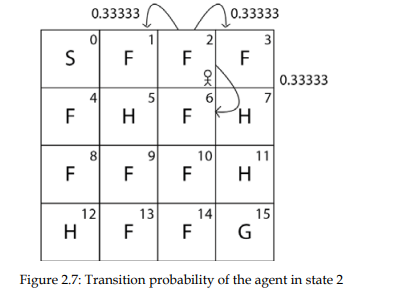 0.33333 0.33333
0 1 2 3
S F F F
0.33333
4 5 6 7
F H F H
8 9 10 11
F F F H
12 13 14 15
H F F G
Figure 2.7: Transition probability of the agent in state 2